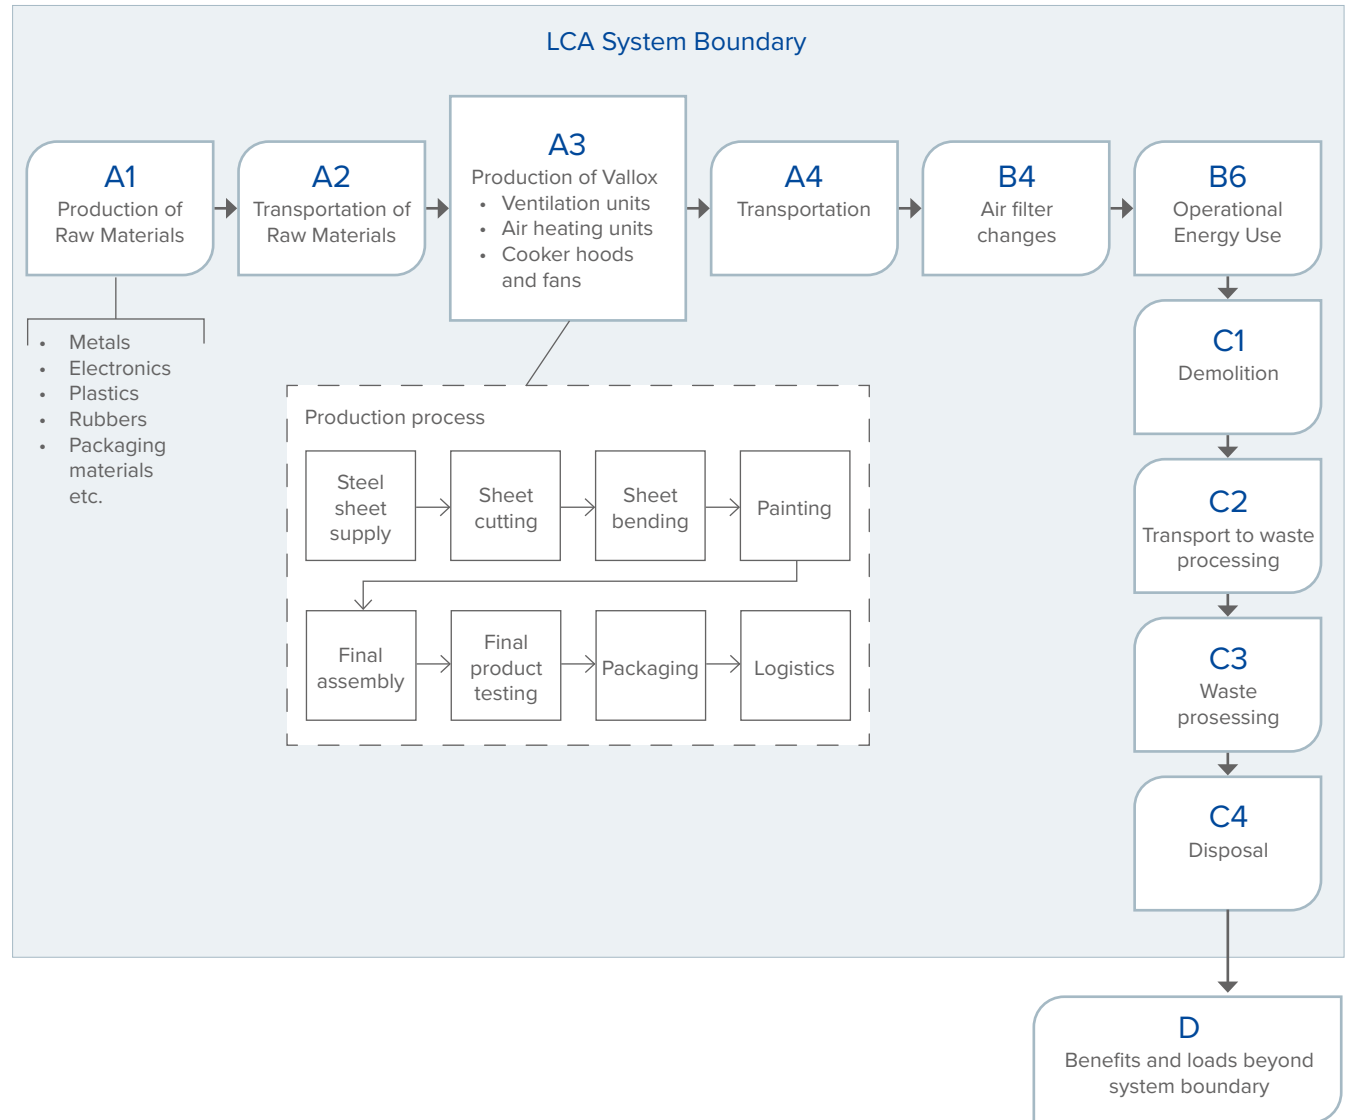 LCA System Boundary
A1
Production of
Raw Materials
A2
Transportation of
Raw Materials
A3
Production of Vallox
• Ventilation units
• Air heating units
• Cooker hoods
and fans
A4
Transportation
B4
Air filter
changes
B6
Operational
Energy Use
• Metals
• Electronics
• Plastics
• Rubbers
• Packaging
materials
etc.
Production process
Steel
sheet
supply
Sheet
cutting
Sheet
bending
Painting
Final
assembly
Final
product
testing
Packaging
Logistics
C1
Demolition
C2
Transport to waste
processing
C3
Waste
prosessing
C4
Disposal
D
Benefits and loads beyond
system boundary